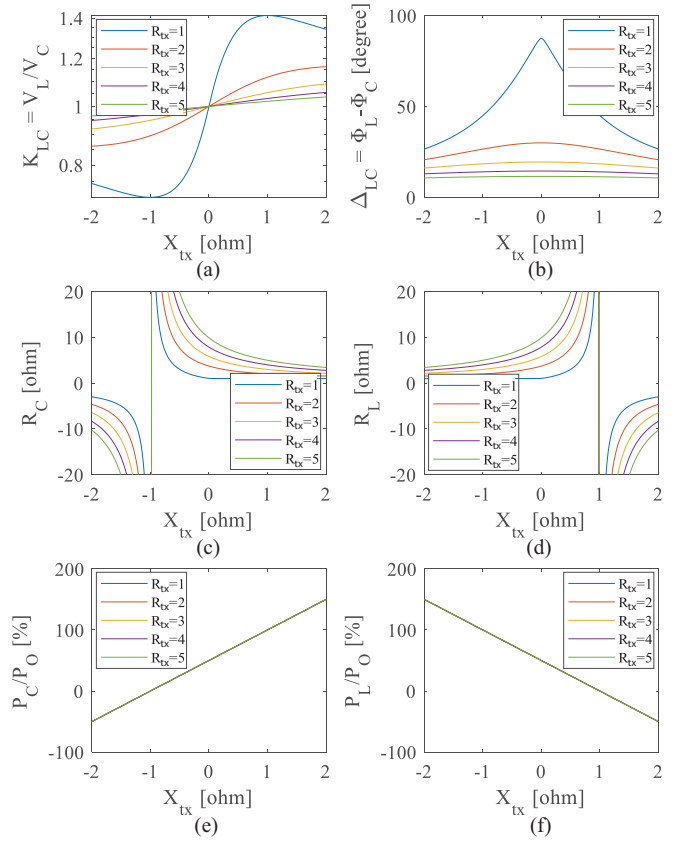 K_LC = V_L/V_C
1.4
1.2
1
0.8
R_tx=1
R_tx=2
R_tx=3
R_tx=4
R_tx=5
-2 -1 0 1 2
X_tx [ohm]
(a)
Δ_LC = Φ_L-Φ_C [degree]
100
50
0
R_tx=1
R_tx=2
R_tx=3
R_tx=4
R_tx=5
-2 -1 0 1 2
X_tx [ohm]
(b)
R_C [ohm]
20
10
0
-10
-20
R_tx=1
R_tx=2
R_tx=3
R_tx=4
R_tx=5
-2 -1 0 1 2
X_tx [ohm]
(c)
R_L [ohm]
20
10
0
-10
-20
R_tx=1
R_tx=2
R_tx=3
R_tx=4
R_tx=5
-2 -1 0 1 2
X_tx [ohm]
(d)
P_C/P_O [%]
200
100
0
-100
R_tx=1
R_tx=2
R_tx=3
R_tx=4
R_tx=5
-2 -1 0 1 2
X_tx [ohm]
(e)
P_L/P_O [%]
200
100
0
-100
R_tx=1
R_tx=2
R_tx=3
R_tx=4
R_tx=5
-2 -1 0 1 2
X_tx [ohm]
(f)